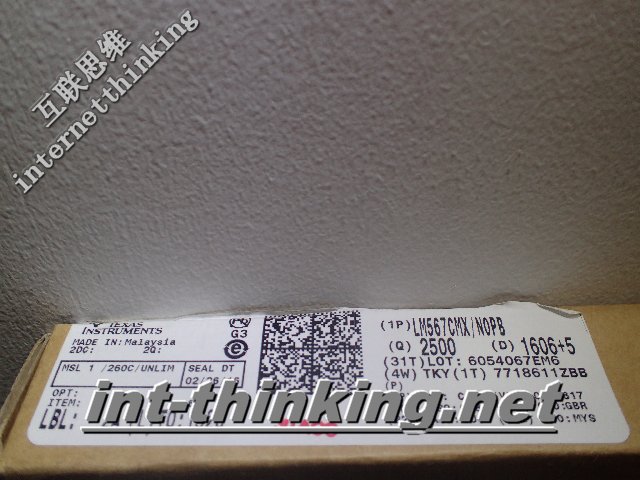 互联思维
internetthinking
TEXAS
INSTRUMENTS
MADE IN: Malaysia
2DC: 2Q:
G3
MSL 1 /260C/UNLIM
SEAL DT
OPT:
ITEM:
LBL:
(1P) LM567CMX/NOPB
(Q) 2500 (D) 1606+5
(31T) LOT: 6054067EM6
(4W) TKY (1T) 7718611ZBB
(P)
int-thinking.net